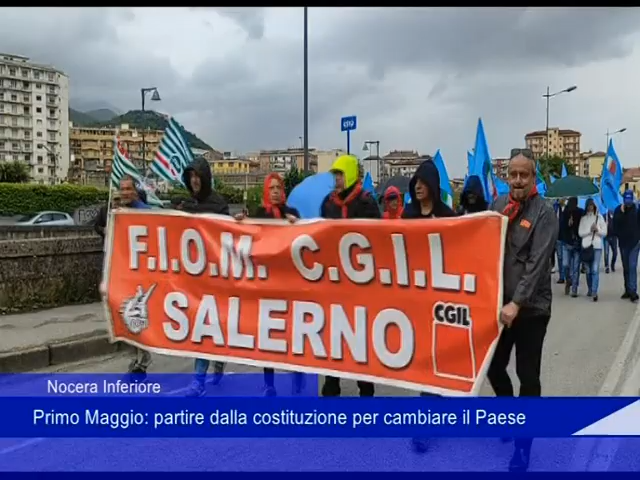 F.I.O.M. C.G.I.L.
SALERNO
CGIL
Nocera Inferiore
Primo Maggio: partire dalla costituzione per cambiare il Paese